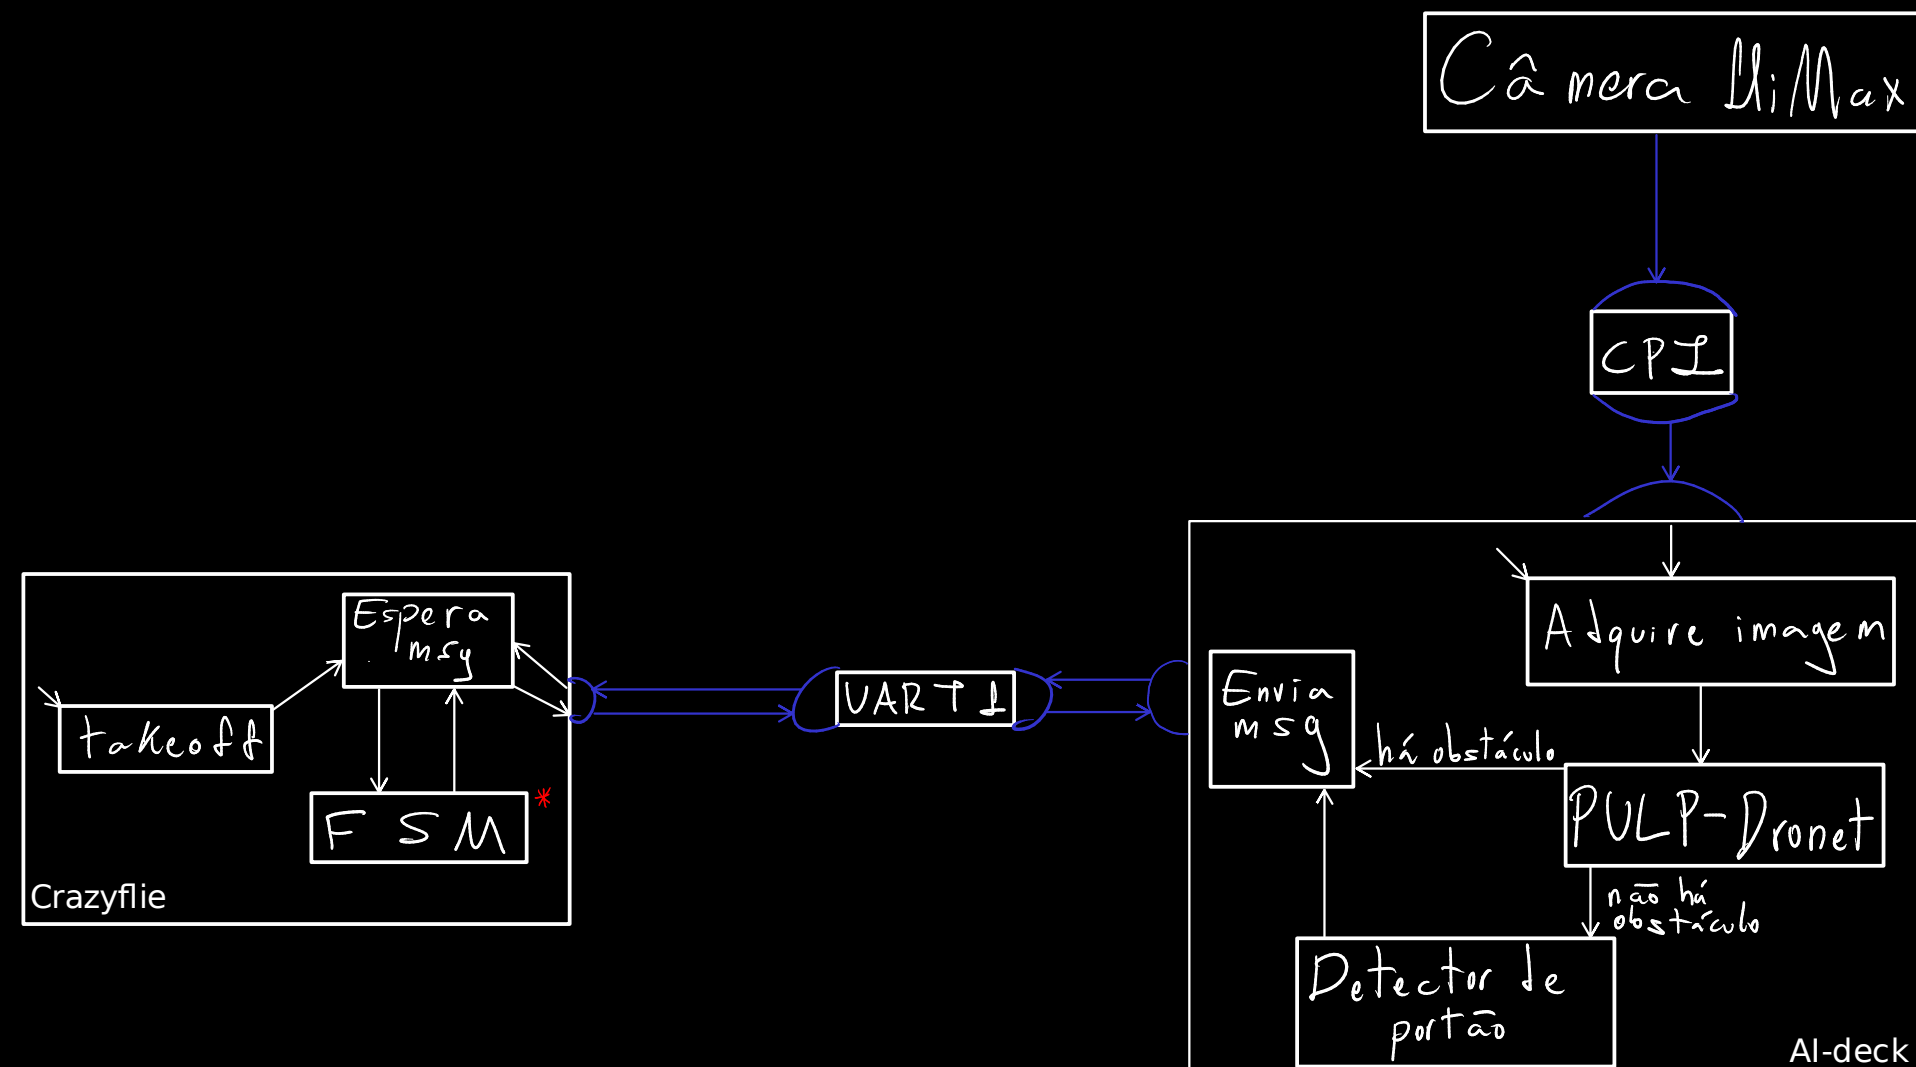 Câmera HiMax
CPI
Adquire imagem
Espera
msg
takeoff
UART1
Envia
msg
há obstáculo
PULP-Dronet
FSM *
não há
obstáculo
Crazyflie
Detector de
portão
AI-deck